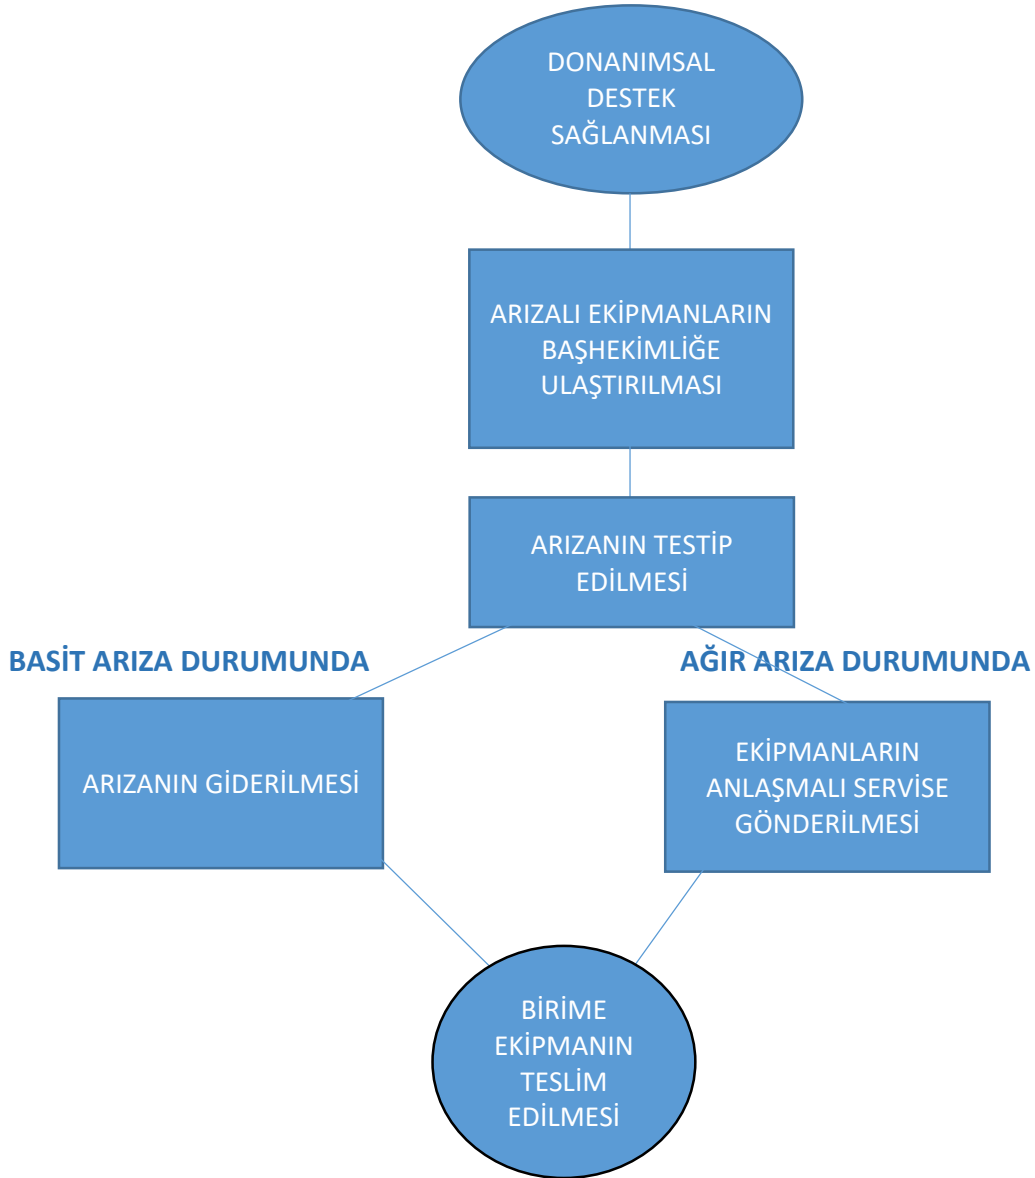 DONANIMSAL
DESTEK
SAĞLANMASI
ARIZALI EKİPMANLARIN
BAŞHEKİMLİĞE
ULAŞTIRILMASI
ARIZANIN TESTİP
EDİLMESİ
BASİT ARIZA DURUMUNDA
AĞIR ARIZA DURUMUNDA
ARIZANIN GİDERİLMESİ
EKİPMANLARIN
ANLAŞMALI SERVİSE
GÖNDERİLMESİ
BİRİME
EKİPMANIN
TESLİM
EDİLMESİ